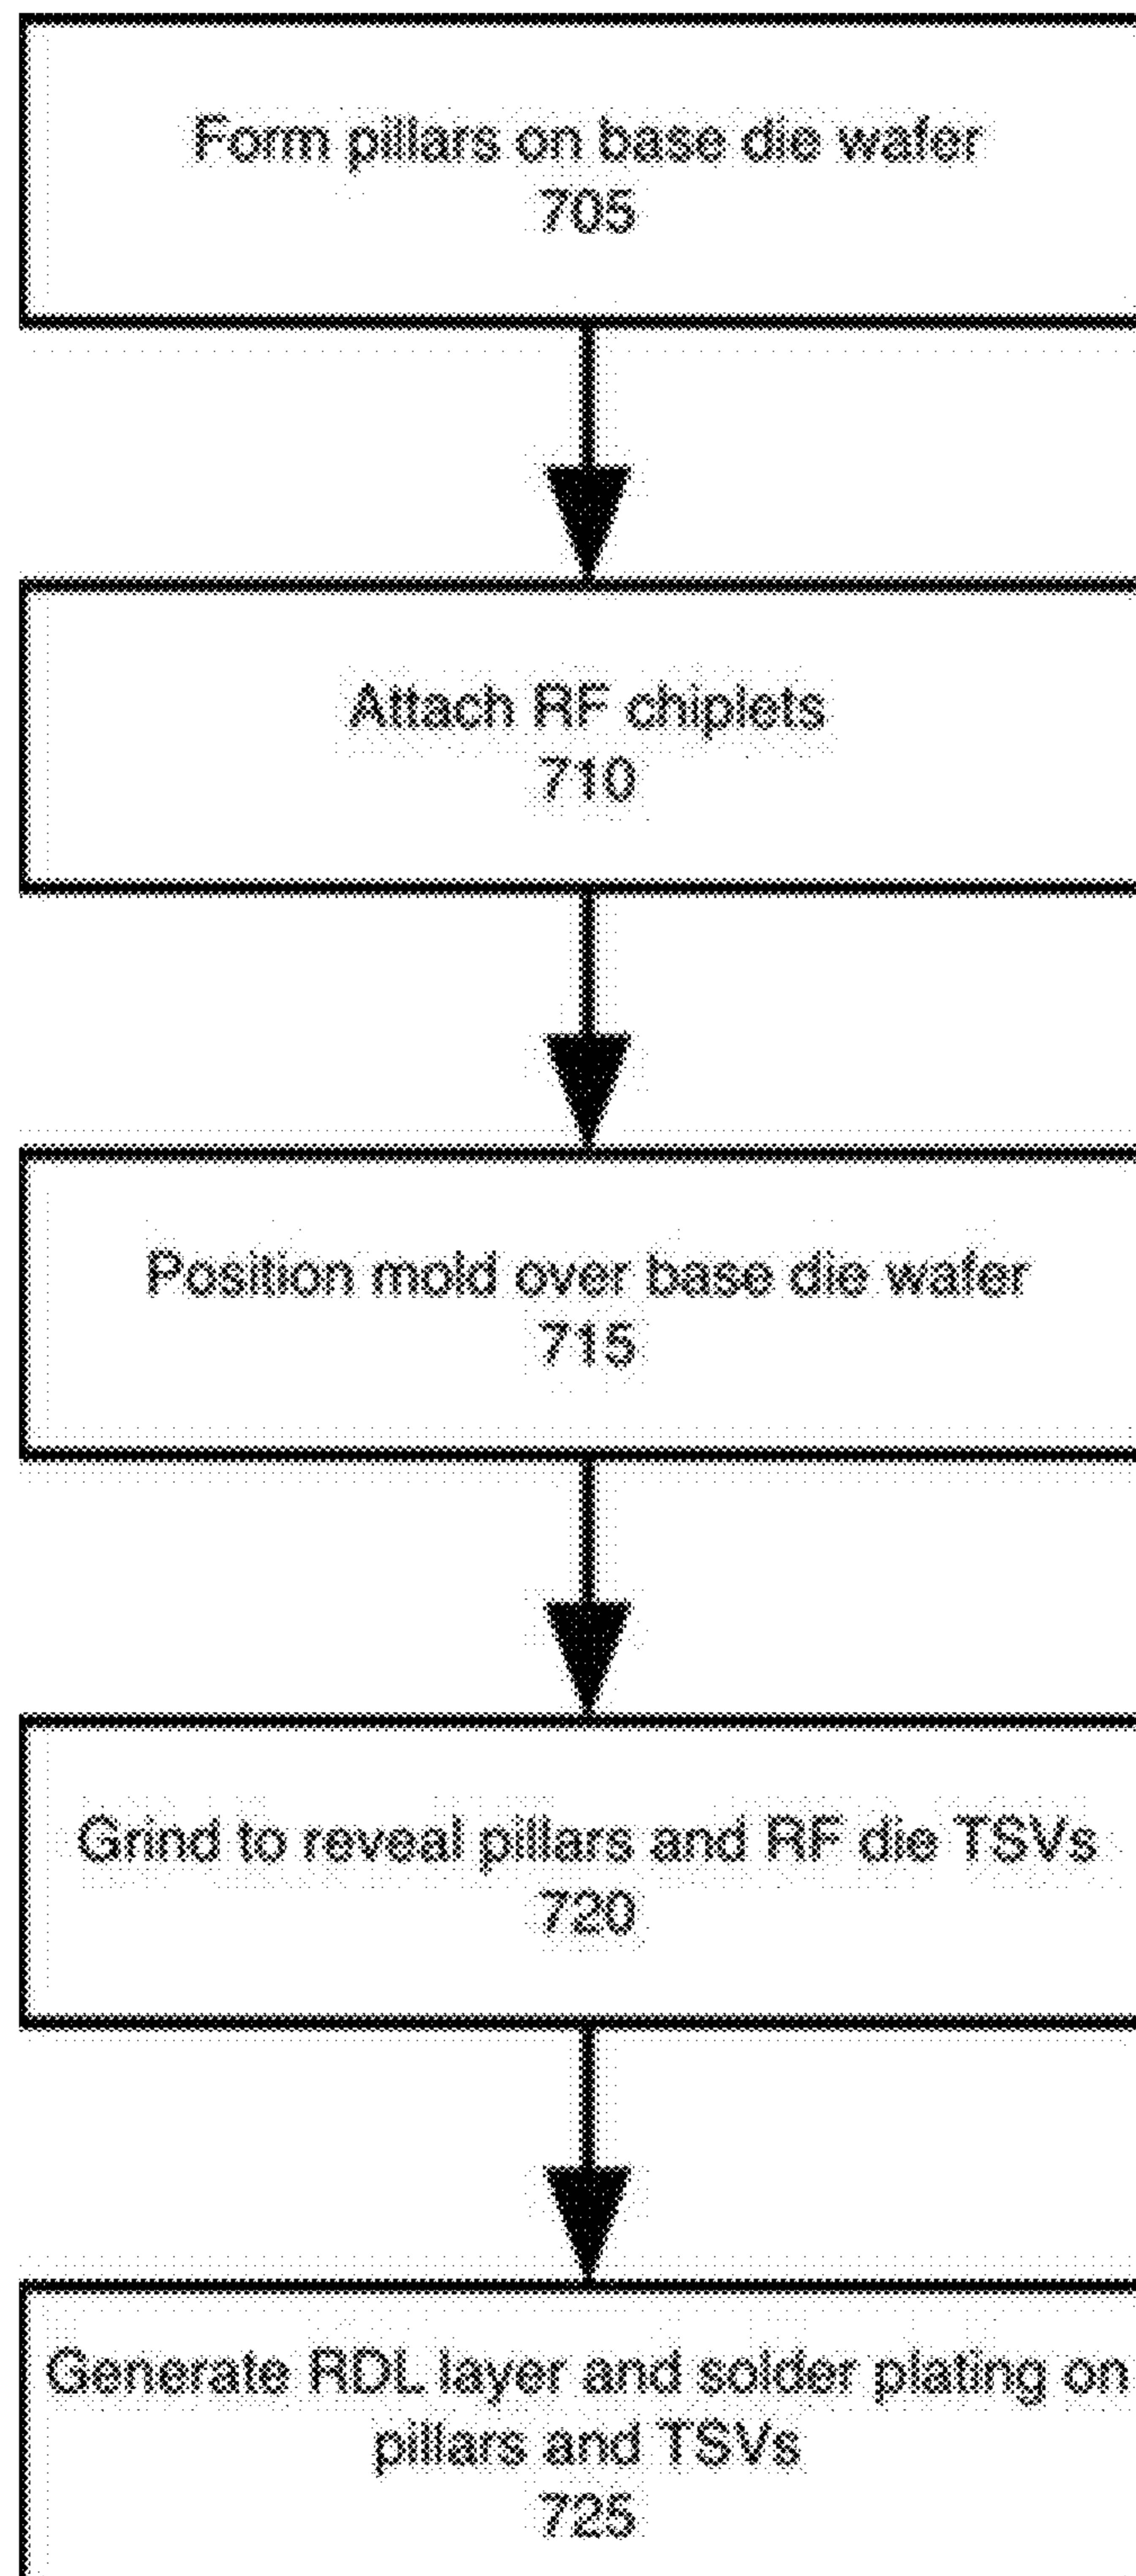 Form pillars on base die wafer
705
Attach RF chiplets
710
Position mold over base die wafer
715
Grind to reveal pillars and RF die TSVs
720
Generate RDL layer and solder plating on
pillars and TSVs
725